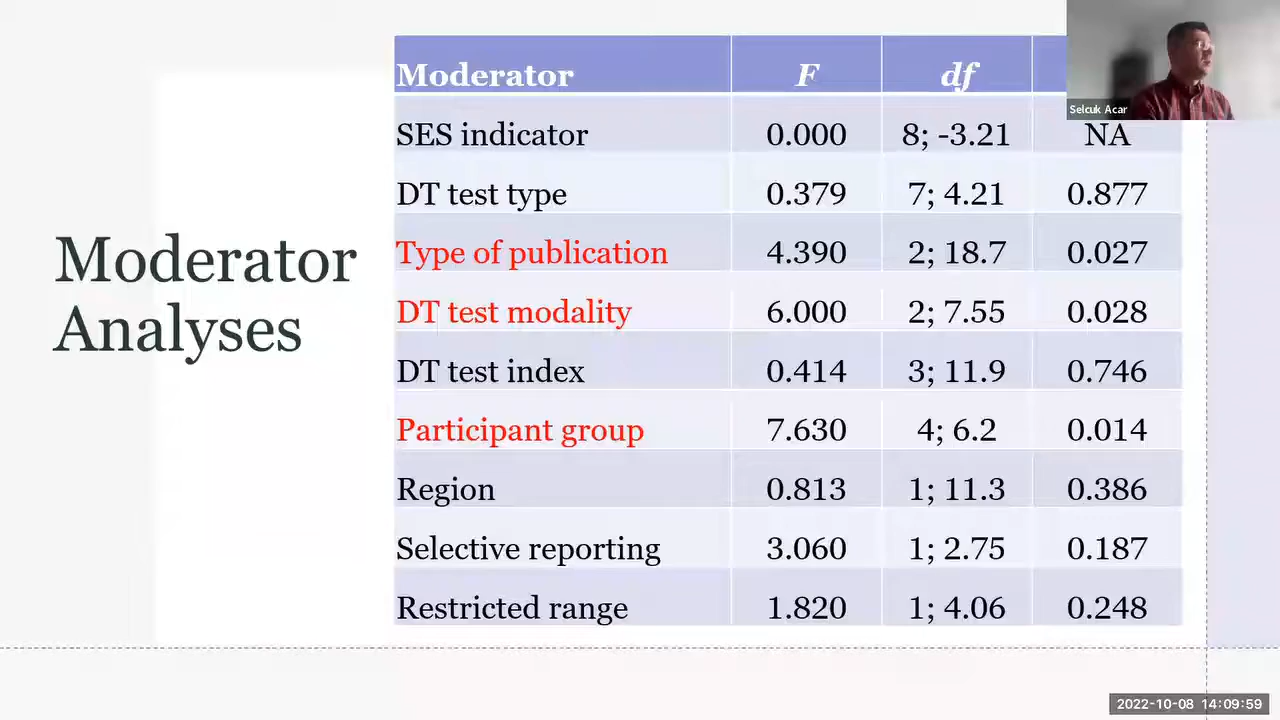 Moderator
Analyses
Moderator F df
SES indicator 0.000 8; -3.21 NA
DT test type 0.379 7; 4.21 0.877
Type of publication 4.390 2; 18.7 0.027
DT test modality 6.000 2; 7.55 0.028
DT test index 0.414 3; 11.9 0.746
Participant group 7.630 4; 6.2 0.014
Region 0.813 1; 11.3 0.386
Selective reporting 3.060 1; 2.75 0.187
Restricted range 1.820 1; 4.06 0.248
Selcuk Acar
2022-10-08 14:09:59